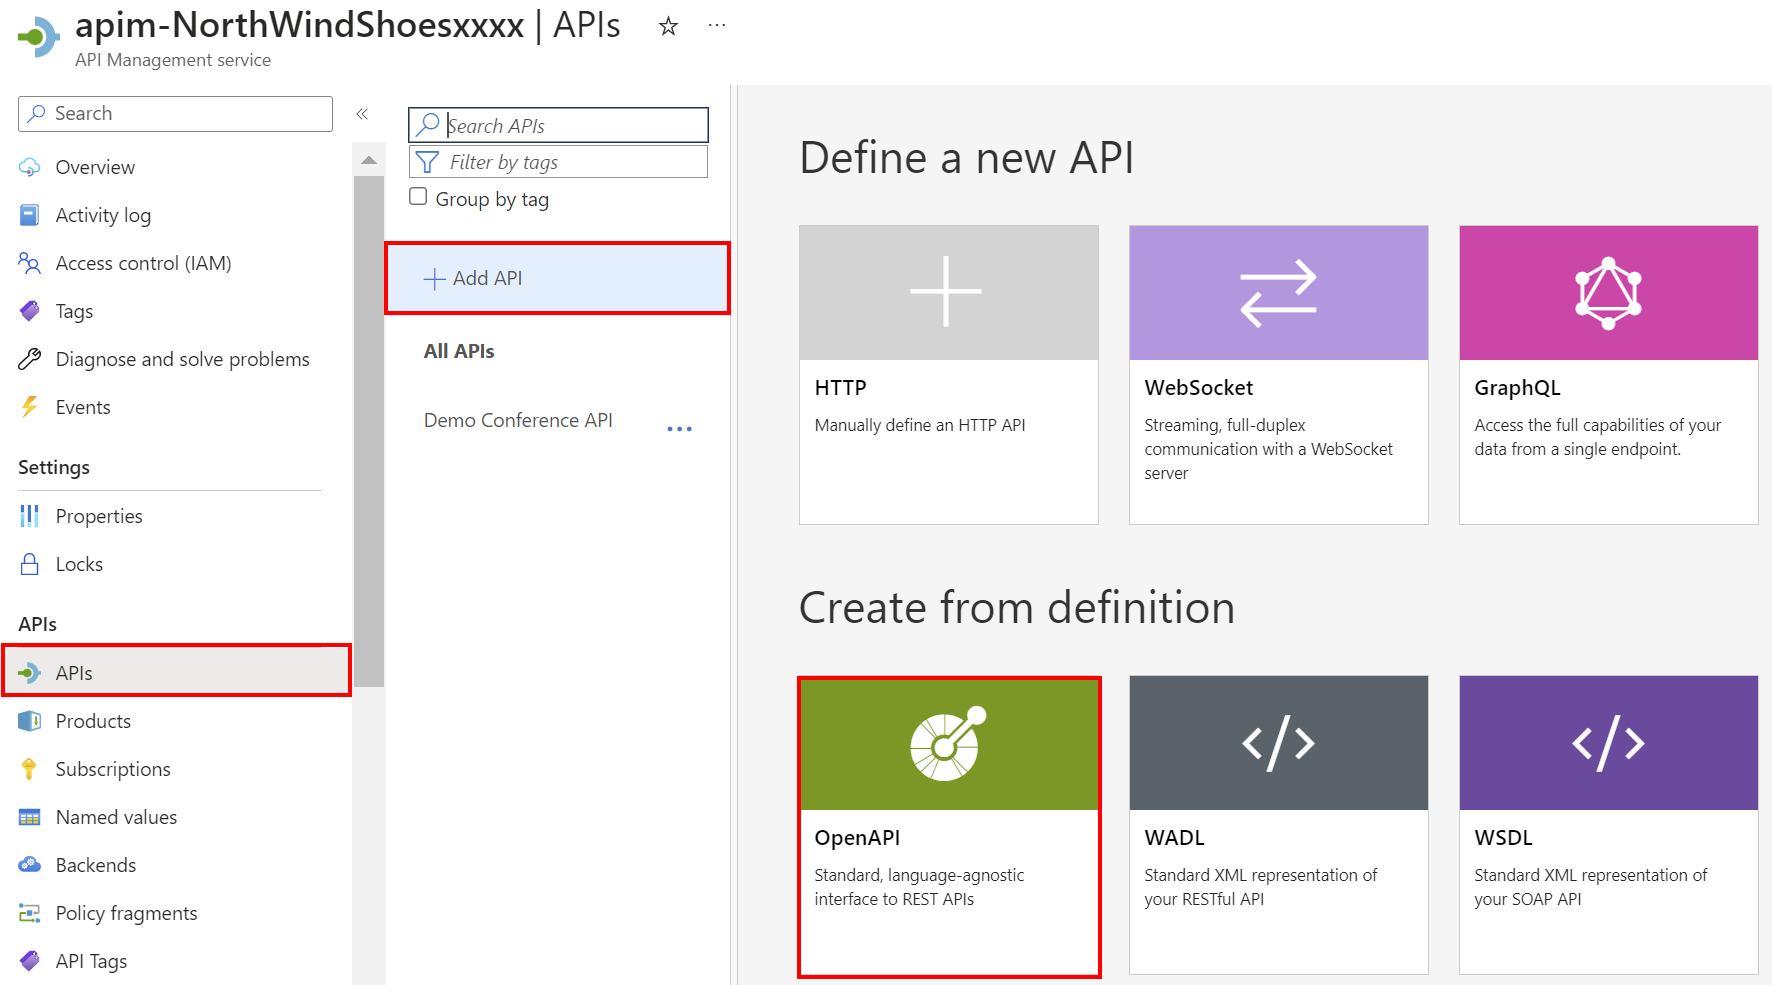 apim-NorthWindShoesxxxx | APIs
API Management service
Search
Overview
Activity log
Access control (IAM)
Tags
Diagnose and solve problems
Events
Settings
Properties
Locks
APIs
APIs
Products
Subscriptions
Named values
Backends
Policy fragments
API Tags
Search APIs
Filter by tags
Group by tag
Add API
All APIs
Demo Conference API
Define a new API
HTTP
Manually define an HTTP API
WebSocket
Streaming, full-duplex
communication with a WebSocket
server
GraphQL
Access the full capabilities of your
data from a single endpoint.
Create from definition
OpenAPI
Standard, language-agnostic
interface to REST APIs
WADL
Standard XML representation of
your RESTful API
WSDL
Standard XML representation of
your SOAP API